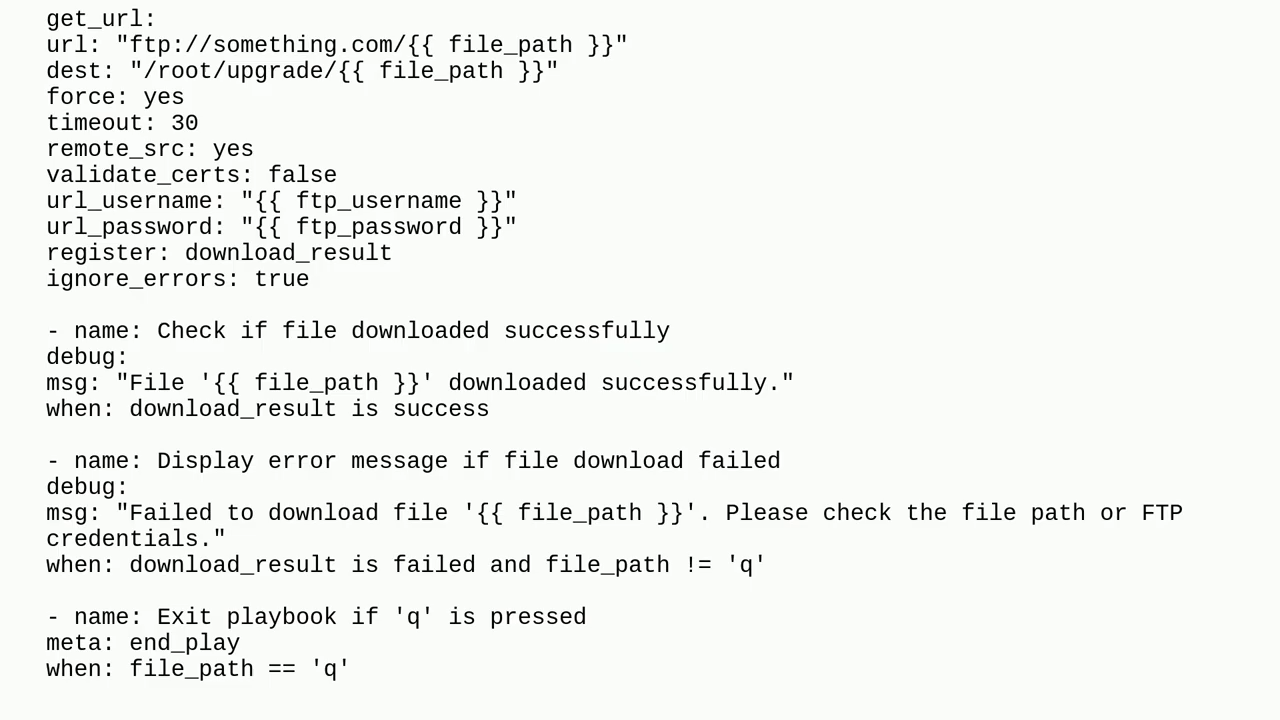 get_url:
url: "ftp://something.com/{{ file_path }}"
dest: "/root/upgrade/{{ file_path }}"
force: yes
timeout: 30
remote_src: yes
validate_certs: false
url_username: "{{ ftp_username }}"
url_password: "{{ ftp_password }}"
register: download_result
ignore_errors: true

- name: Check if file downloaded successfully
debug:
msg: "File '{{ file_path }}' downloaded successfully."
when: download_result is success

- name: Display error message if file download failed
debug:
msg: "Failed to download file '{{ file_path }}'. Please check the file path or FTP
credentials."
when: download_result is failed and file_path != 'q'

- name: Exit playbook if 'q' is pressed
meta: end_play
when: file_path == 'q'